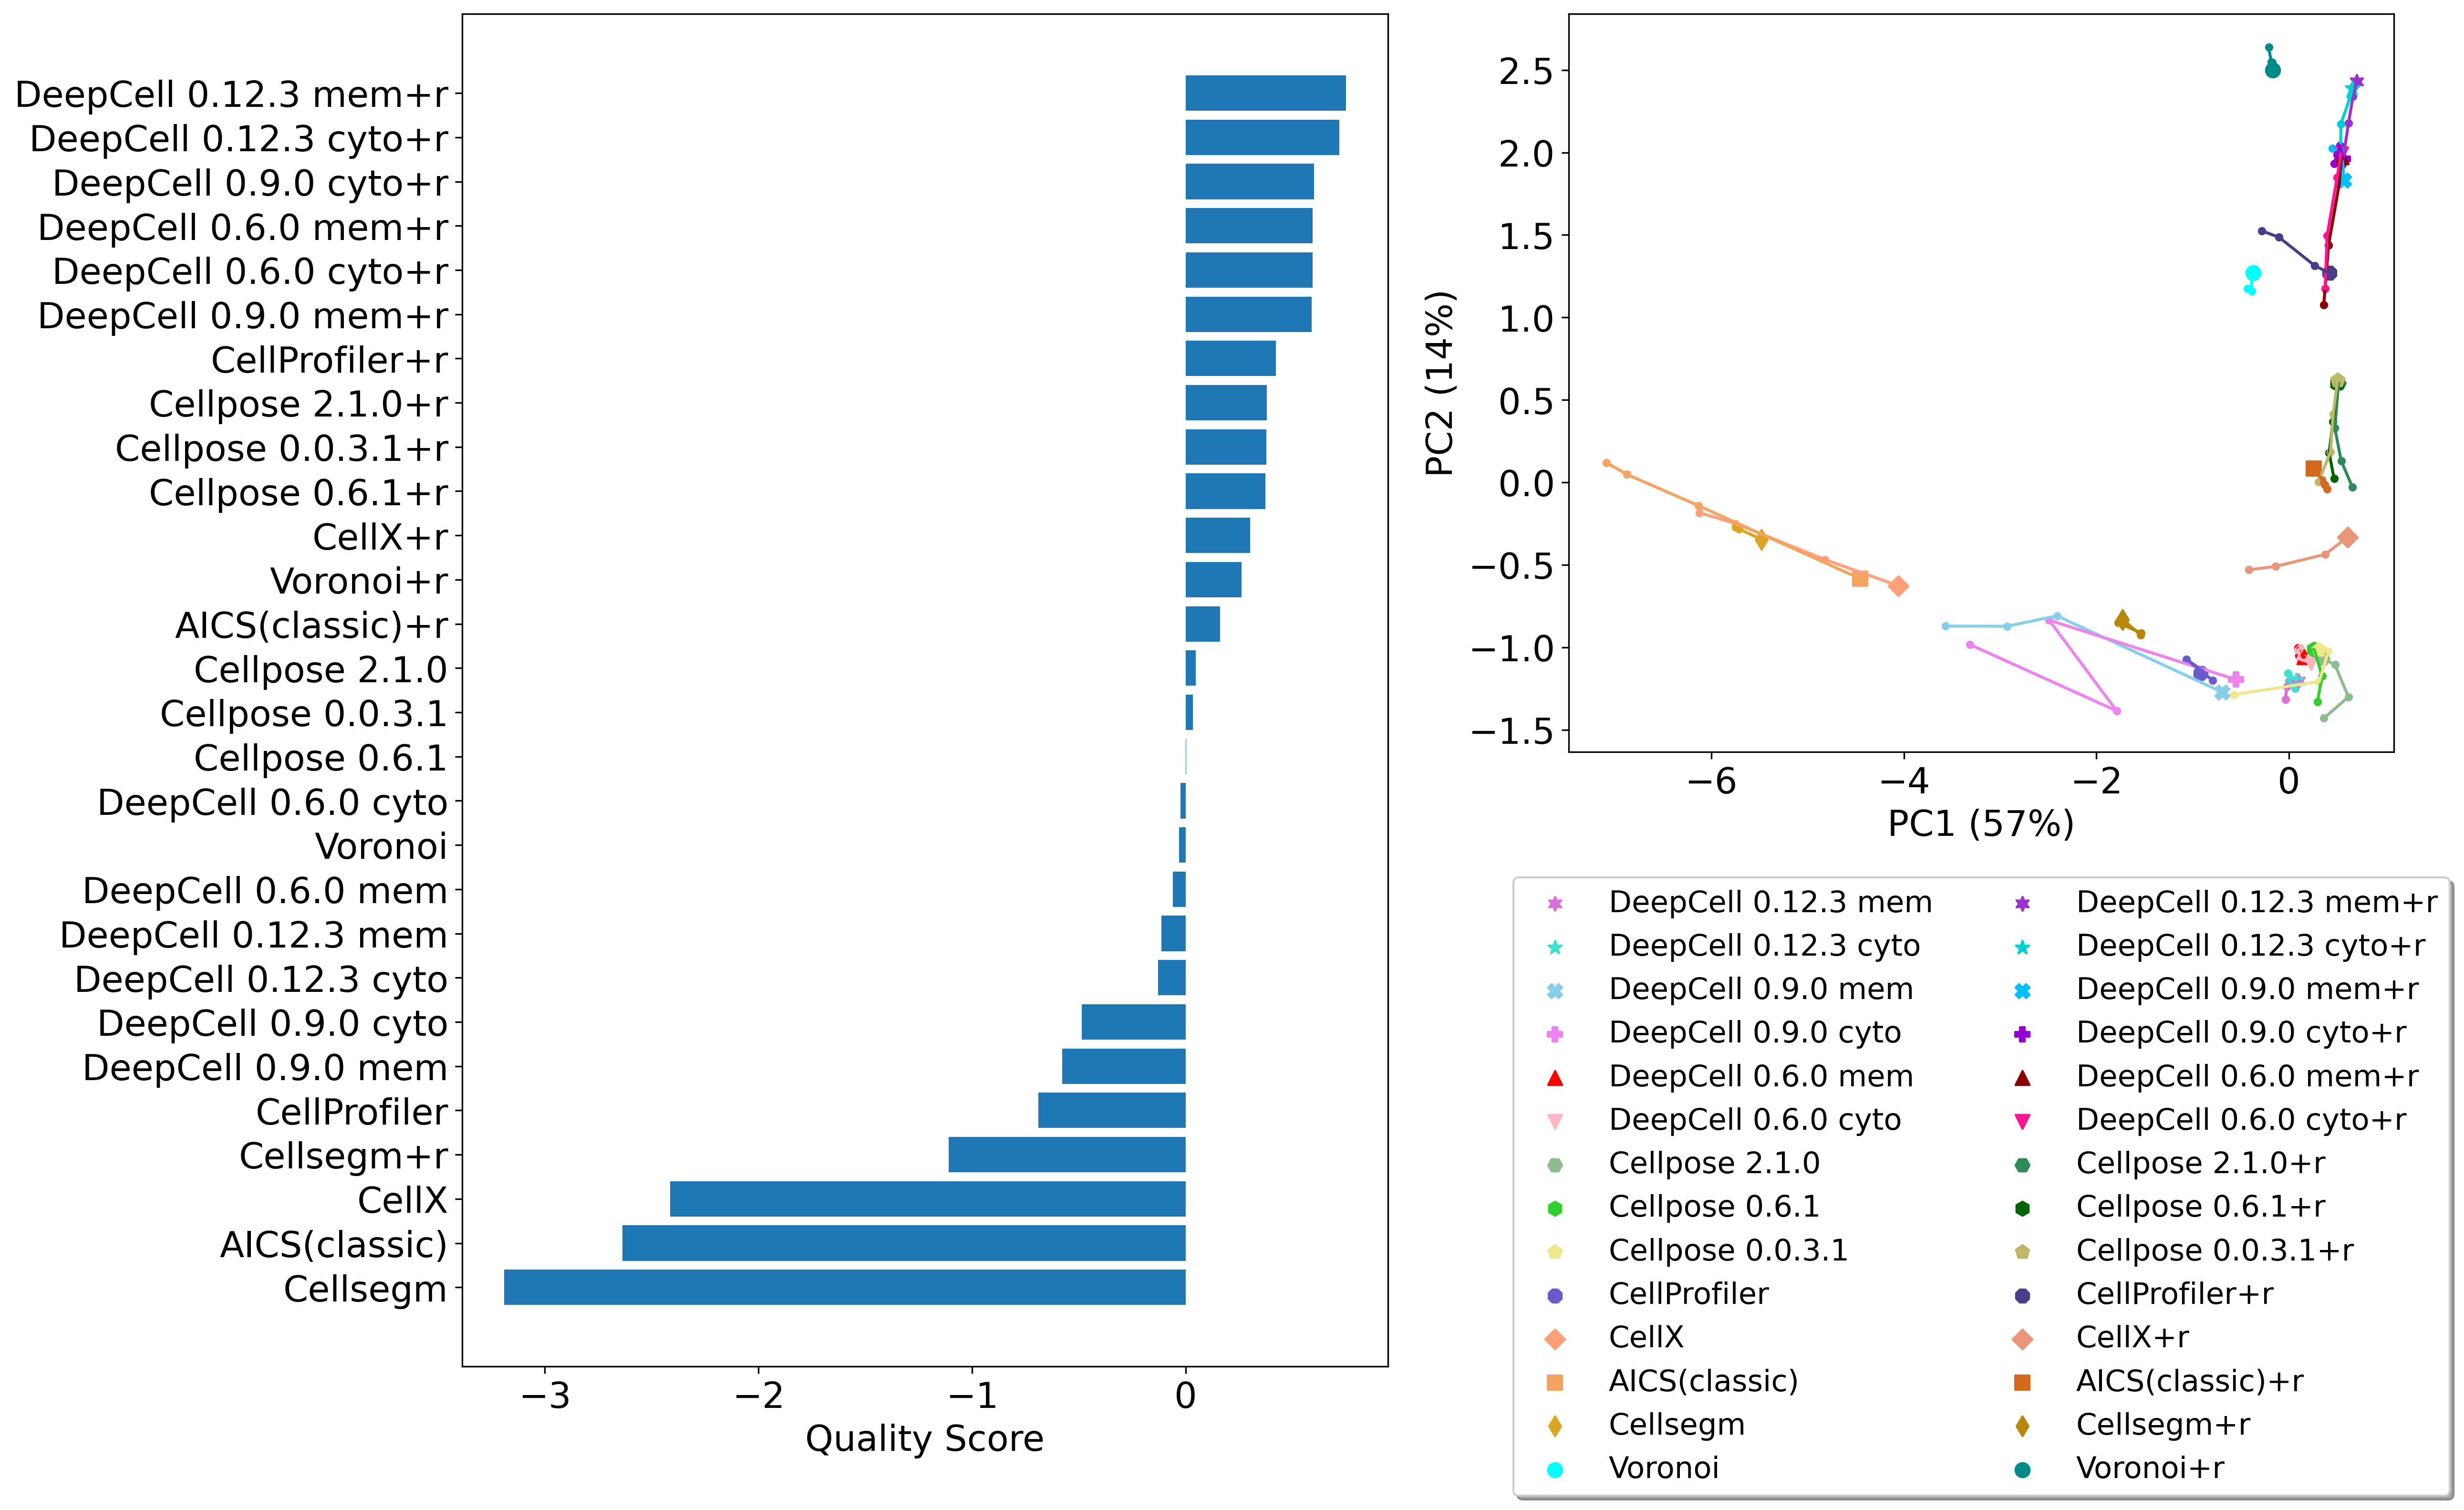 DeepCell 0.12.3 mem+r
DeepCell 0.12.3 cyto+r
DeepCell 0.9.0 cyto+r
DeepCell 0.6.0 mem+r
DeepCell 0.6.0 cyto+r
DeepCell 0.9.0 mem+r
CellProfiler+r
Cellpose 2.1.0+r
Cellpose 0.0.3.1+r
Cellpose 0.6.1+r
CellX+r
Voronoi+r
AICS(classic)+r
Cellpose 2.1.0
Cellpose 0.0.3.1
Cellpose 0.6.1
DeepCell 0.6.0 cyto
Voronoi
DeepCell 0.6.0 mem
DeepCell 0.12.3 mem
DeepCell 0.12.3 cyto
DeepCell 0.9.0 cyto
DeepCell 0.9.0 mem
CellProfiler
Cellsegm+r
CellX
AICS(classic)
Cellsegm
−3 −2 −1 0
Quality Score
2.5
2.0
1.5
1.0
0.5
0.0
−0.5
−1.0
−1.5
PC2 (14%)
−6 −4 −2 0
PC1 (57%)
DeepCell 0.12.3 mem
DeepCell 0.12.3 cyto
DeepCell 0.9.0 mem
DeepCell 0.9.0 cyto
DeepCell 0.6.0 mem
DeepCell 0.6.0 cyto
Cellpose 2.1.0
Cellpose 0.6.1
Cellpose 0.0.3.1
CellProfiler
CellX
AICS(classic)
Cellsegm
Voronoi
DeepCell 0.12.3 mem+r
DeepCell 0.12.3 cyto+r
DeepCell 0.9.0 mem+r
DeepCell 0.9.0 cyto+r
DeepCell 0.6.0 mem+r
DeepCell 0.6.0 cyto+r
Cellpose 2.1.0+r
Cellpose 0.6.1+r
Cellpose 0.0.3.1+r
CellProfiler+r
CellX+r
AICS(classic)+r
Cellsegm+r
Voronoi+r